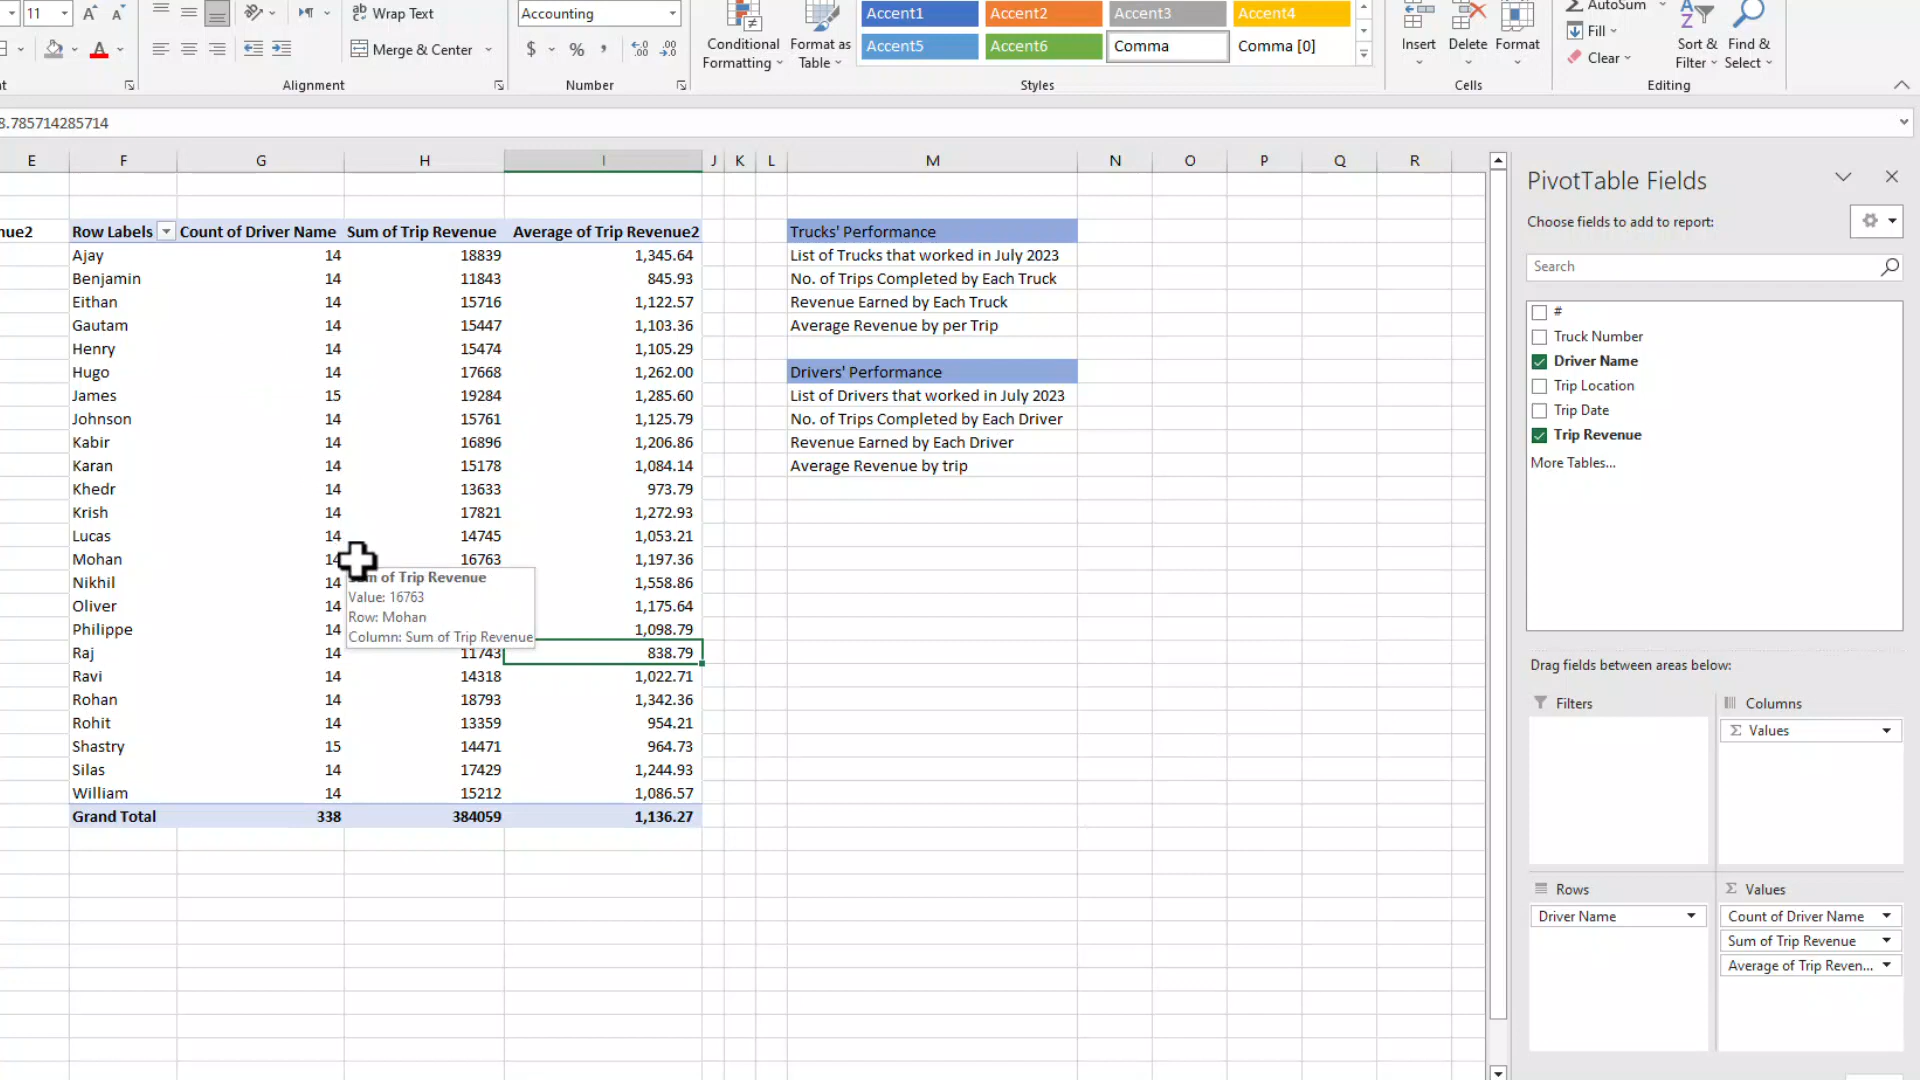 11
Wrap Text
Merge & Center
Alignment
Accounting
$ % ,
Number
Conditional Formatting
Format as Table
Accent1 Accent2 Accent3 Accent4
Accent5 Accent6 Comma Comma [0]
Styles
Insert Delete Format
Cells
AutoSum
Fill
Clear
Sort & Filter
Find & Select
Editing
8.785714285714
E F G H I J K L M N O P Q R
nue2 Row Labels Count of Driver Name Sum of Trip Revenue Average of Trip Revenue2
Ajay 14 18839 1,345.64
Benjamin 14 11843 845.93
Eithan 14 15716 1,122.57
Gautam 14 15447 1,103.36
Henry 14 15474 1,105.29
Hugo 14 17668 1,262.00
James 15 19284 1,285.60
Johnson 14 15761 1,125.79
Kabir 14 16896 1,206.86
Karan 14 15178 1,084.14
Khedr 14 13633 973.79
Krish 14 17821 1,272.93
Lucas 14 14745 1,053.21
Mohan 14 16763 1,197.36
Nikhil 14 1,558.86
Oliver 14 1,175.64
Philippe 14 1,098.79
Raj 14 11743 838.79
Ravi 14 14318 1,022.71
Rohan 14 18793 1,342.36
Rohit 14 13359 954.21
Shastry 15 14471 964.73
Silas 14 17429 1,244.93
William 14 15212 1,086.57
Grand Total 338 384059 1,136.27
of Trip Revenue
Value: 16763
Row: Mohan
Column: Sum of Trip Revenue
Trucks' Performance
List of Trucks that worked in July 2023
No. of Trips Completed by Each Truck
Revenue Earned by Each Truck
Average Revenue by per Trip
Drivers' Performance
List of Drivers that worked in July 2023
No. of Trips Completed by Each Driver
Revenue Earned by Each Driver
Average Revenue by trip
PivotTable Fields
Choose fields to add to report:
Search
#
Truck Number
Driver Name
Trip Location
Trip Date
Trip Revenue
More Tables...
Drag fields between areas below:
Filters
Columns
Σ Values
Rows
Driver Name
Σ Values
Count of Driver Name
Sum of Trip Revenue
Average of Trip Reven...